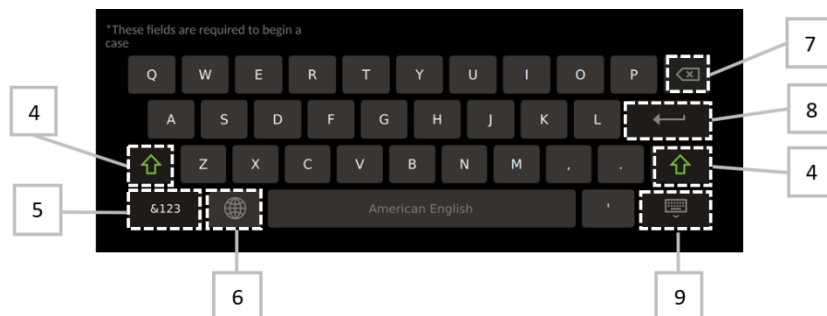 *These fields are required to begin a
case
7
Q W E R T Y U I O P
4
A S D F G H J K L
8
Z X C V B N M , .
4
5
&123 American English '
6
9